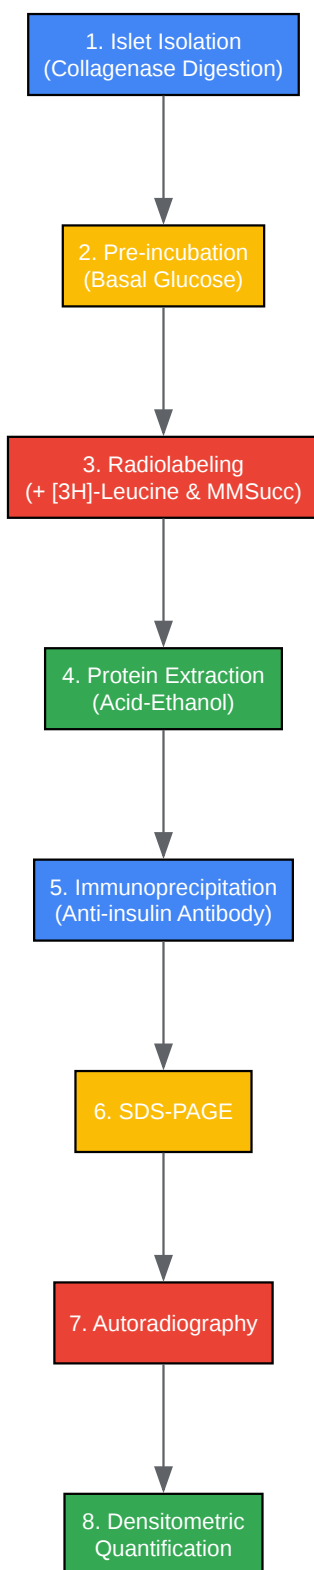 1. Islet Isolation
(Collagenase Digestion)
2. Pre-incubation
(Basal Glucose)
3. Radiolabeling
(+ [3H]-Leucine & MMSucc)
4. Protein Extraction
(Acid-Ethanol)
5. Immunoprecipitation
(Anti-insulin Antibody)
6. SDS-PAGE
7. Autoradiography
8. Densitometric
Quantification